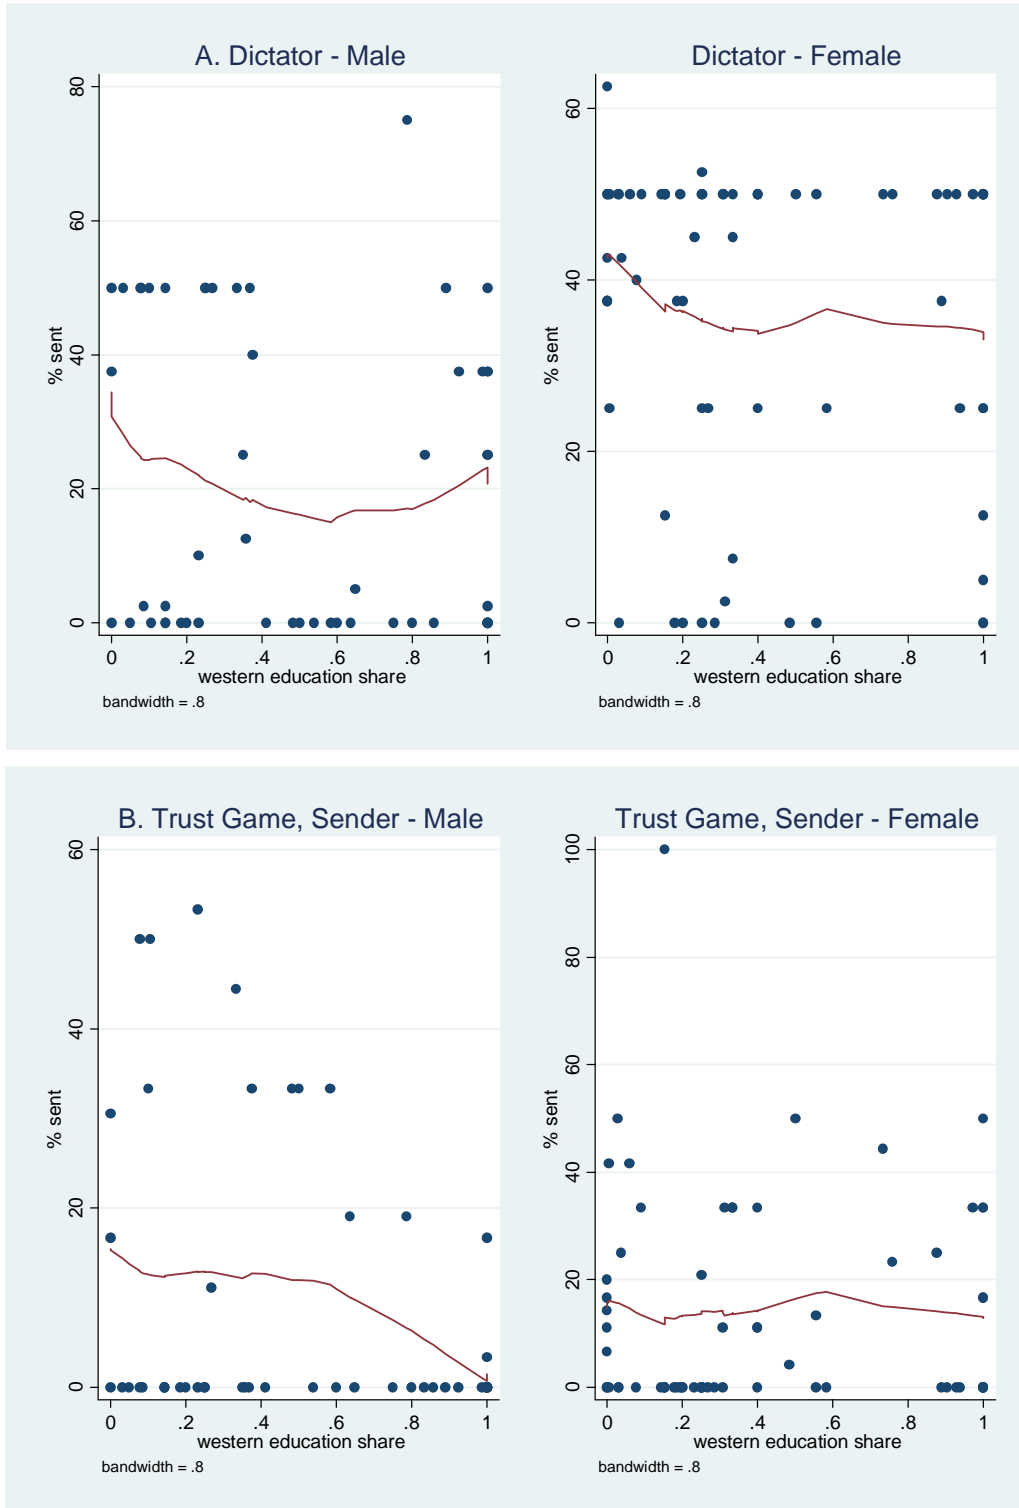 A. Dictator - Male
80
60
40
20
0
% sent
0 .2 .4 .6 .8 1
western education share
bandwidth = .8
Dictator - Female
60
40
20
0
% sent
0 .2 .4 .6 .8 1
western education share
bandwidth = .8
B. Trust Game, Sender - Male
60
40
20
0
% sent
0 .2 .4 .6 .8 1
western education share
bandwidth = .8
Trust Game, Sender - Female
100
80
60
40
20
0
% sent
0 .2 .4 .6 .8 1
western education share
bandwidth = .8